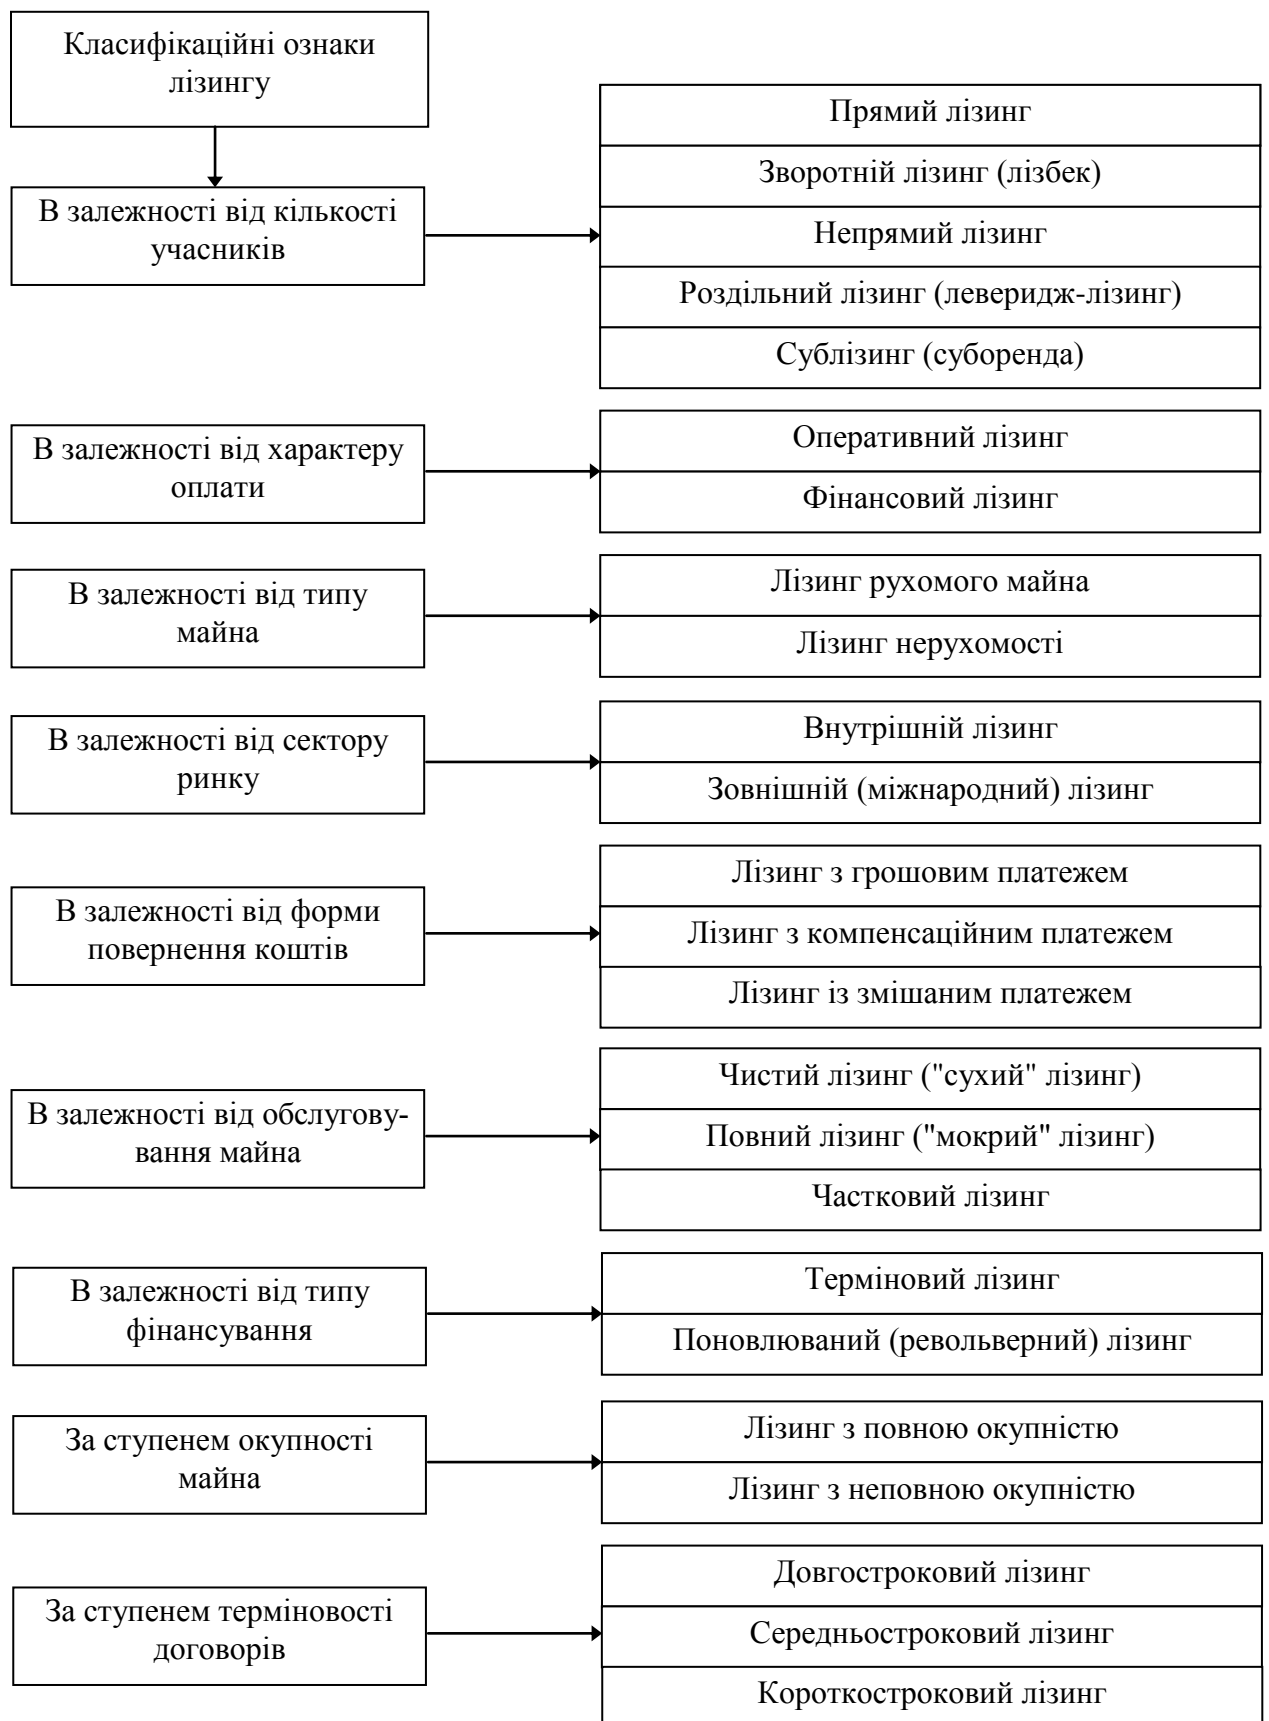 Класифікаційні ознаки
лізингу
В залежності від кількості
учасників
Прямий лізинг
Зворотній лізинг (лізбек)
Непрямий лізинг
Роздільний лізинг (леверидж-лізинг)
Сублізинг (суборенда)
В залежності від характеру
оплати
Оперативний лізинг
Фінансовий лізинг
В залежності від типу
майна
Лізинг рухомого майна
Лізинг нерухомості
В залежності від сектору
ринку
Внутрішній лізинг
Зовнішній (міжнародний) лізинг
В залежності від форми
повернення коштів
Лізинг з грошовим платежем
Лізинг з компенсаційним платежем
Лізинг із змішаним платежем
В залежності від обслугову-
вання майна
Чистий лізинг ("сухий" лізинг)
Повний лізинг ("мокрий" лізинг)
Частковий лізинг
В залежності від типу
фінансування
Терміновий лізинг
Поновлюваний (револьверний) лізинг
За ступенем окупності
майна
Лізинг з повною окупністю
Лізинг з неповною окупністю
За ступенем терміновості
договорів
Довгостроковий лізинг
Середньостроковий лізинг
Короткостроковий лізинг